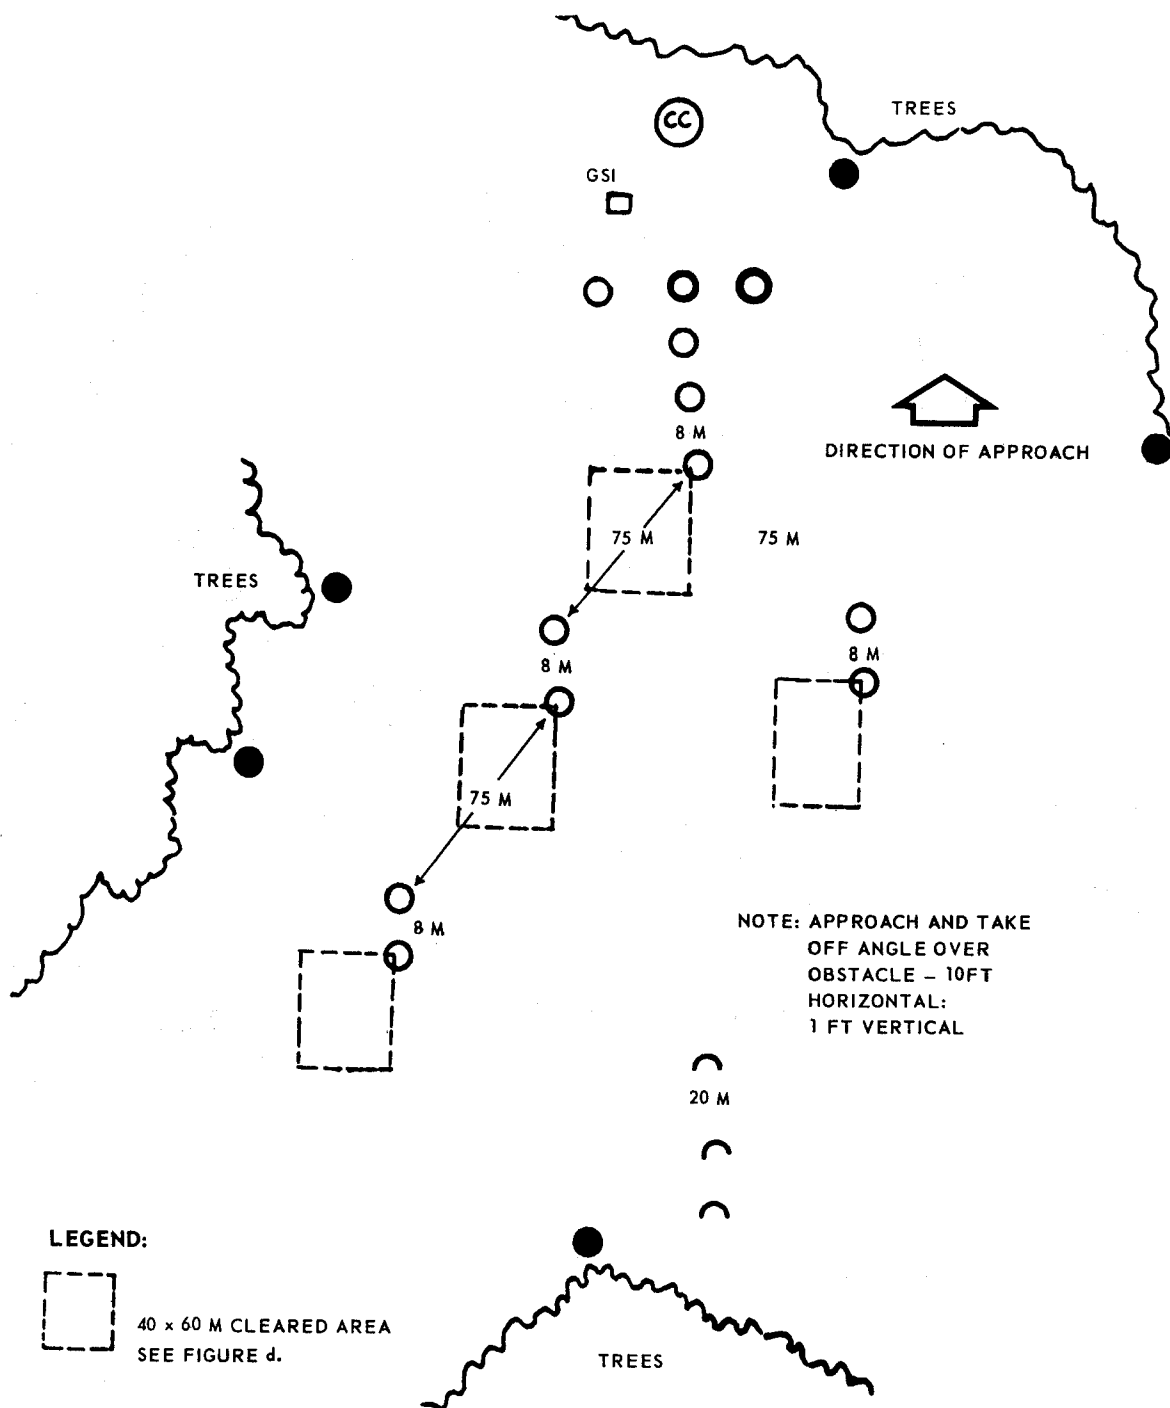 TREES
CC
GSI
8 M
DIRECTION OF APPROACH
75 M
75 M
TREES
8 M
8 M
75 M
8 M
NOTE: APPROACH AND TAKE
OFF ANGLE OVER
OBSTACLE – 10FT
HORIZONTAL:
1 FT VERTICAL
20 M
LEGEND:
40 x 60 M CLEARED AREA
SEE FIGURE d.
TREES